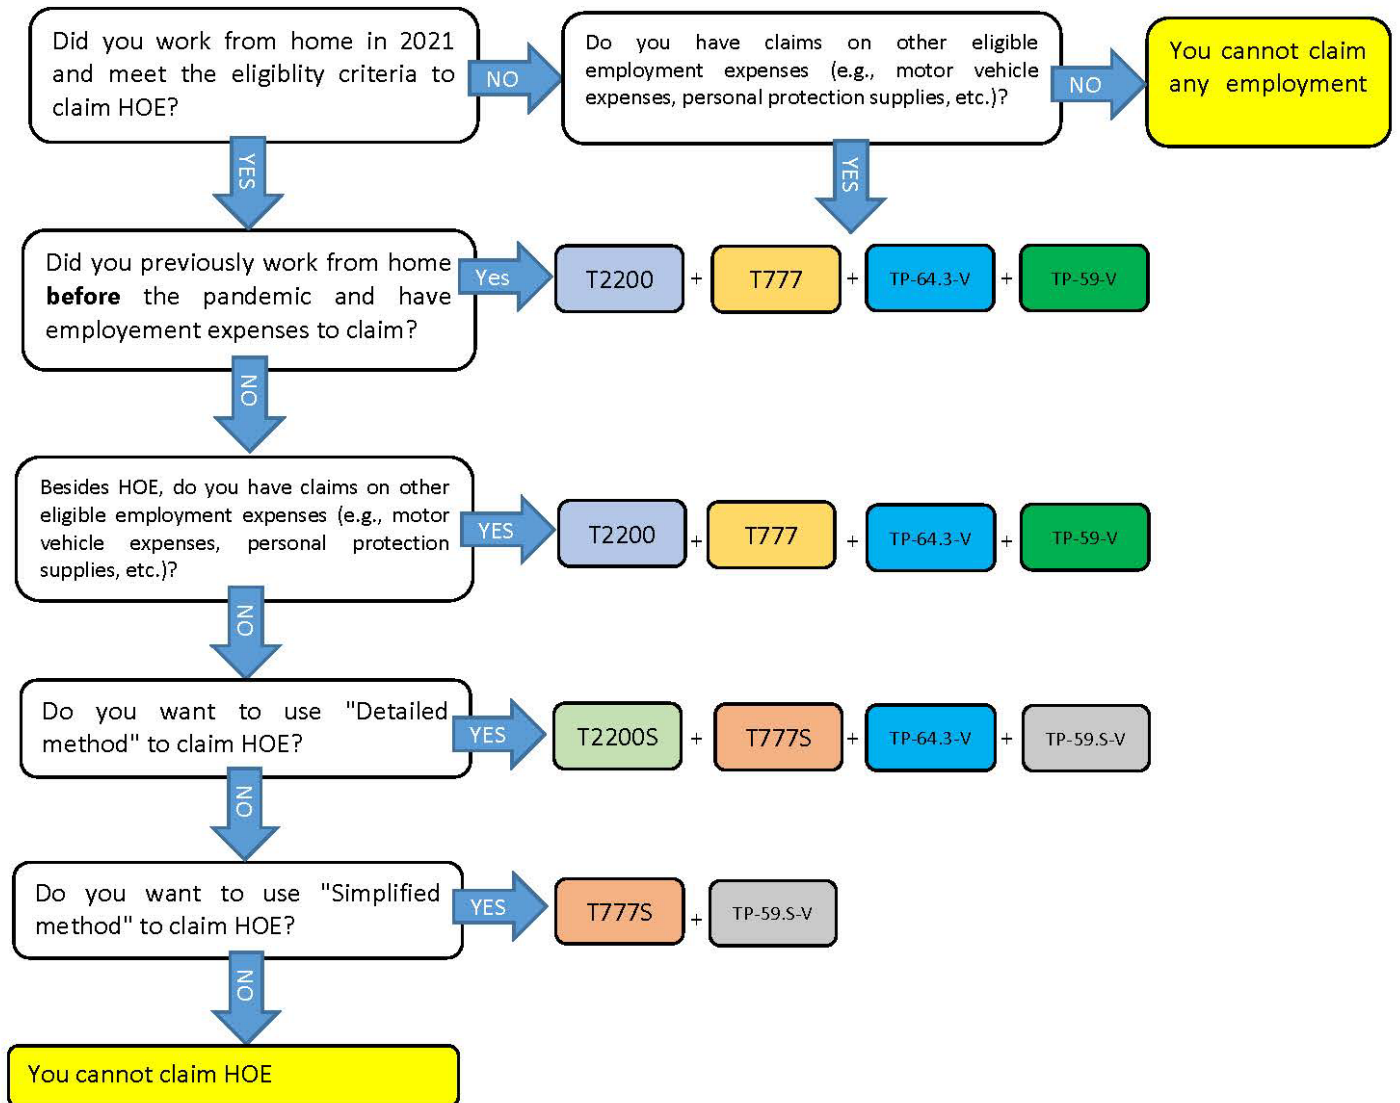 Did you work from home in 2021
and meet the eligiblity criteria to
claim HOE?
NO
Do you have claims on other eligible
employment expenses (e.g., motor vehicle
expenses, personal protection supplies, etc.)?
NO
You cannot claim
any employment
YES
YES
Did you previously work from home
before the pandemic and have
employement expenses to claim?
Yes
T2200 + T777 + TP-64.3-V + TP-59-V
NO
Besides HOE, do you have claims on other
eligible employment expenses (e.g., motor
vehicle expenses, personal protection
supplies, etc.)?
YES
T2200 + T777 + TP-64.3-V + TP-59-V
NO
Do you want to use "Detailed
method" to claim HOE?
YES
T2200S + T777S + TP-64.3-V + TP-59.S-V
NO
Do you want to use "Simplified
method" to claim HOE?
YES
T777S + TP-59.S-V
NO
You cannot claim HOE